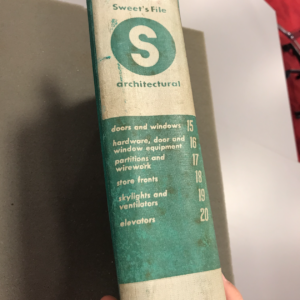 Sweet's File
S
architectural
doors and windows 15
hardware, door and
window equipment 16
partitions and
wirework 17
store fronts 18
skylights and
ventilators 19
elevators 20